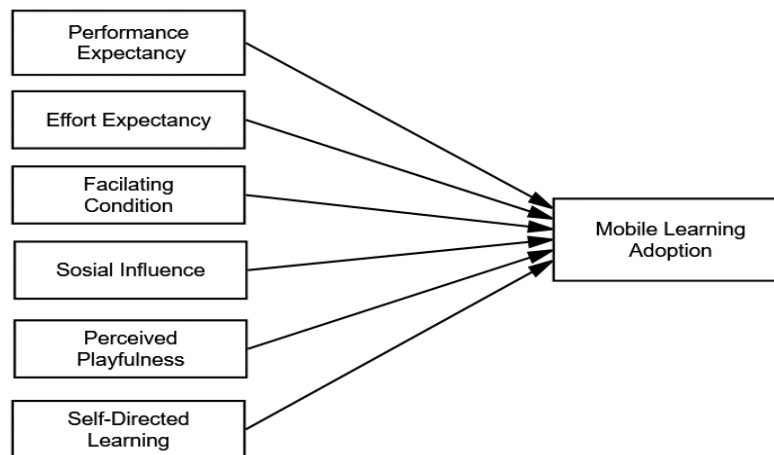 Performance
Expectancy
Effort Expectancy
Facilating
Condition
Sosial Influence
Perceived
Playfulness
Self-Directed
Learning
Mobile Learning
Adoption